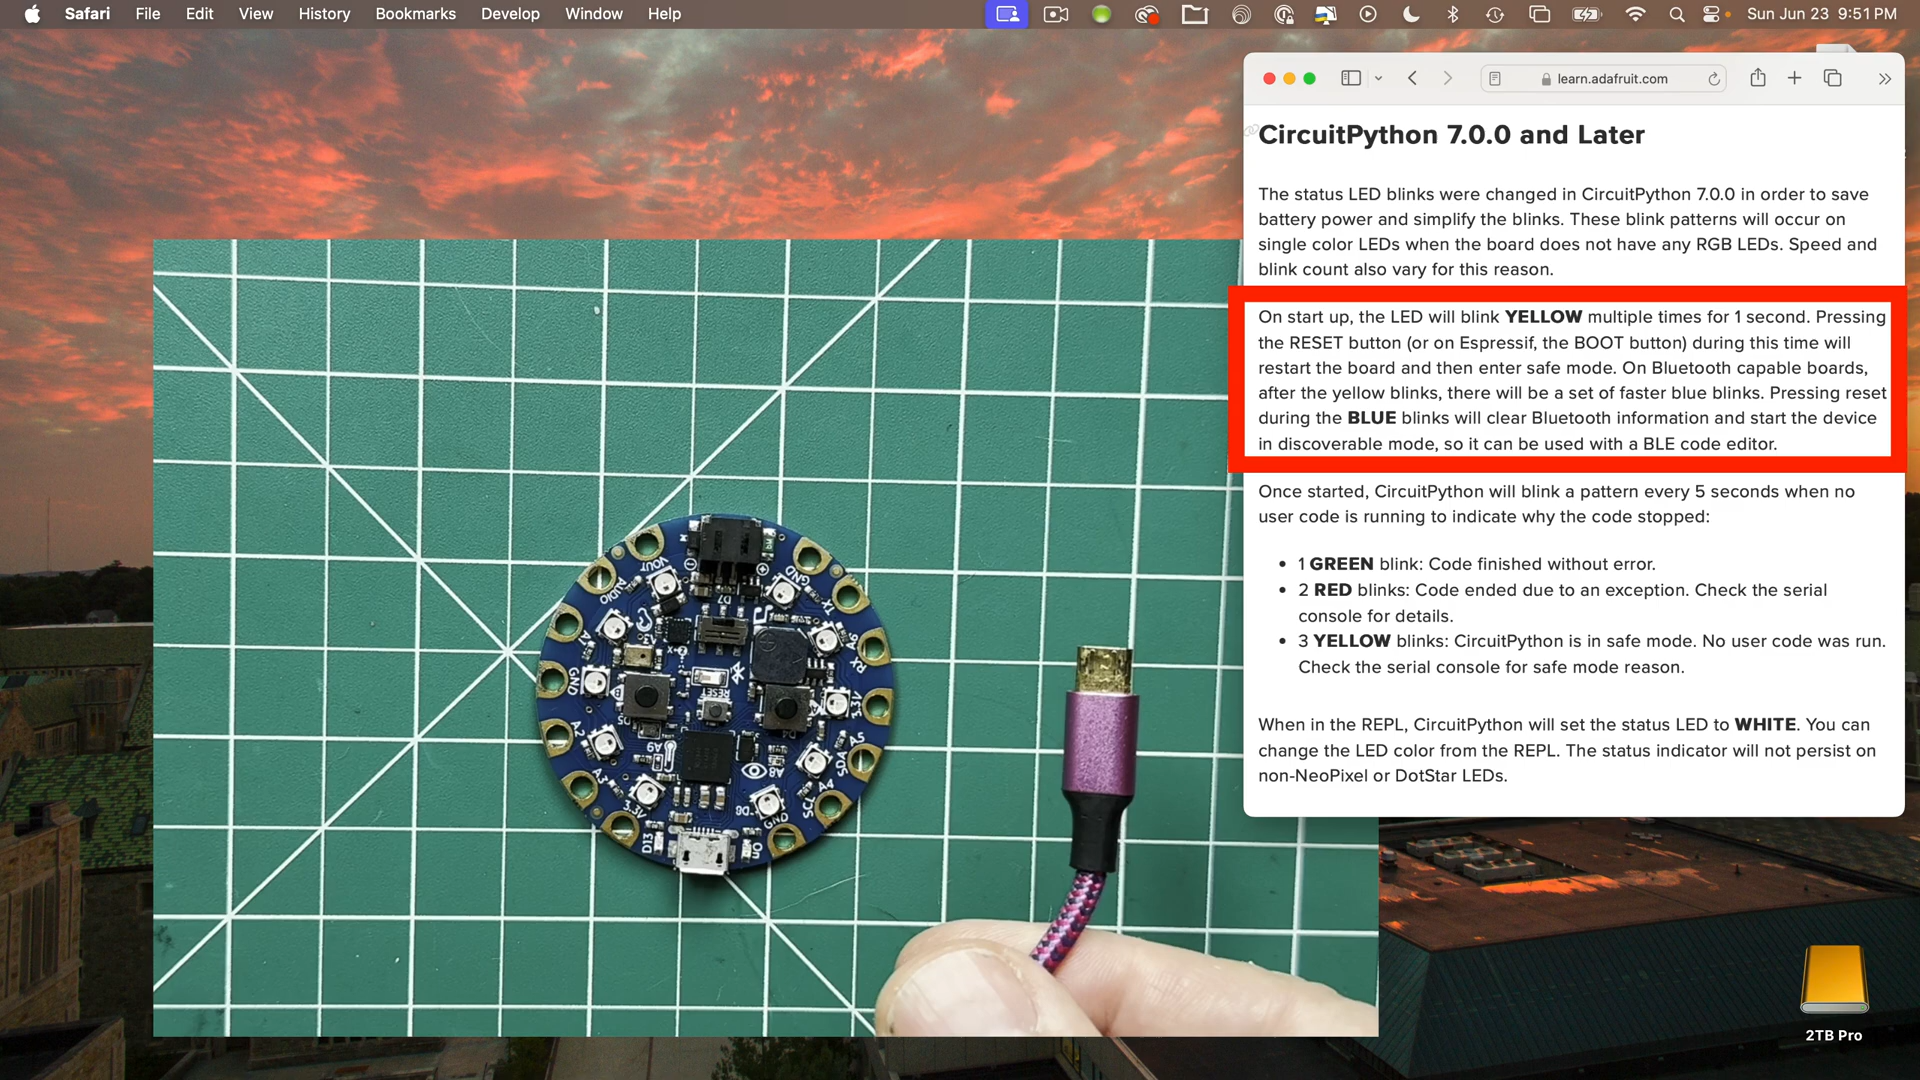 Safari File Edit View History Bookmarks Develop Window Help Sun Jun 23 9:51 PM
learn.adafruit.com
CircuitPython 7.0.0 and Later
The status LED blinks were changed in CircuitPython 7.0.0 in order to save
battery power and simplify the blinks. These blink patterns will occur on
single color LEDs when the board does not have any RGB LEDs. Speed and
blink count also vary for this reason.
On start up, the LED will blink YELLOW multiple times for 1 second. Pressing
the RESET button (or on Espressif, the BOOT button) during this time will
restart the board and then enter safe mode. On Bluetooth capable boards,
after the yellow blinks, there will be a set of faster blue blinks. Pressing reset
during the BLUE blinks will clear Bluetooth information and start the device
in discoverable mode, so it can be used with a BLE code editor.
Once started, CircuitPython will blink a pattern every 5 seconds when no
user code is running to indicate why the code stopped:
• 1 GREEN blink: Code finished without error.
• 2 RED blinks: Code ended due to an exception. Check the serial
console for details.
• 3 YELLOW blinks: CircuitPython is in safe mode. No user code was run.
Check the serial console for safe mode reason.
When in the REPL, CircuitPython will set the status LED to WHITE. You can
change the LED color from the REPL. The status indicator will not persist on
non-NeoPixel or DotStar LEDs.
VOUT
GND
AUDIO
D7
TX
A1
A6
RX
GND
RESET
B
D5
D4
3.3V
A2
A9
A8
A5
SDA
A3
3.3V
D6
GND
A4
SCL
D13
On
2TB Pro